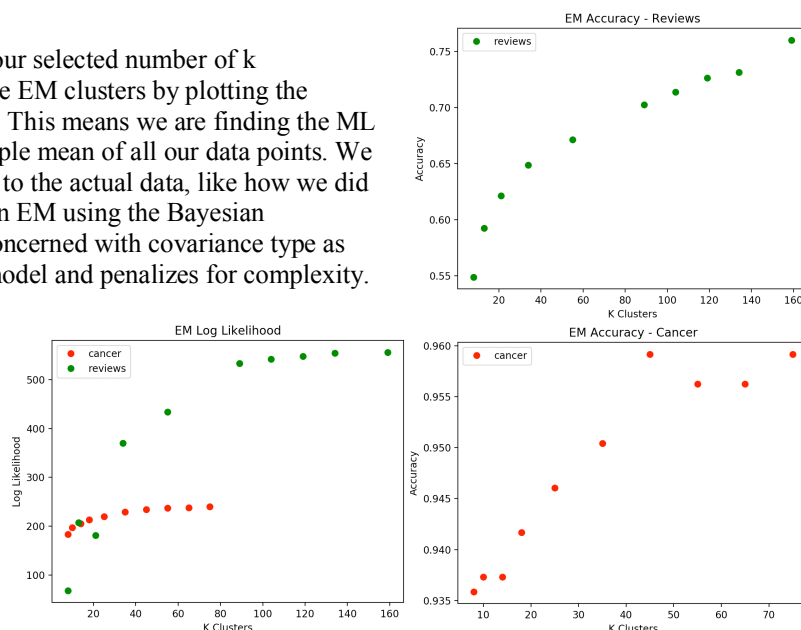 our selected number of k
e EM clusters by plotting the
. This means we are finding the ML
ple mean of all our data points. We
to the actual data, like how we did
n EM using the Bayesian
oncerned with covariance type as
nodel and penalizes for complexity.
EM Accuracy - Reviews
reviews
Accuracy
0.75
0.70
0.65
0.60
0.55
20 40 60 80 100 120 140 160
K Clusters
EM Log Likelihood
cancer
reviews
Log Likelihood
500
400
300
200
100
20 40 60 80 100 120 140 160
K Clusters
EM Accuracy - Cancer
cancer
Accuracy
0.960
0.955
0.950
0.945
0.940
0.935
10 20 30 40 50 60 70
K Clusters